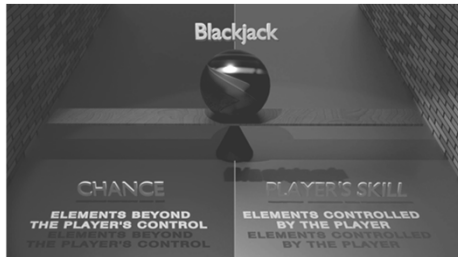 Blackjack
CHANCE
ELEMENTS BEYOND
THE PLAYER'S CONTROL
PLAYER'S SKILL
ELEMENTS CONTROLLED
BY THE PLAYER